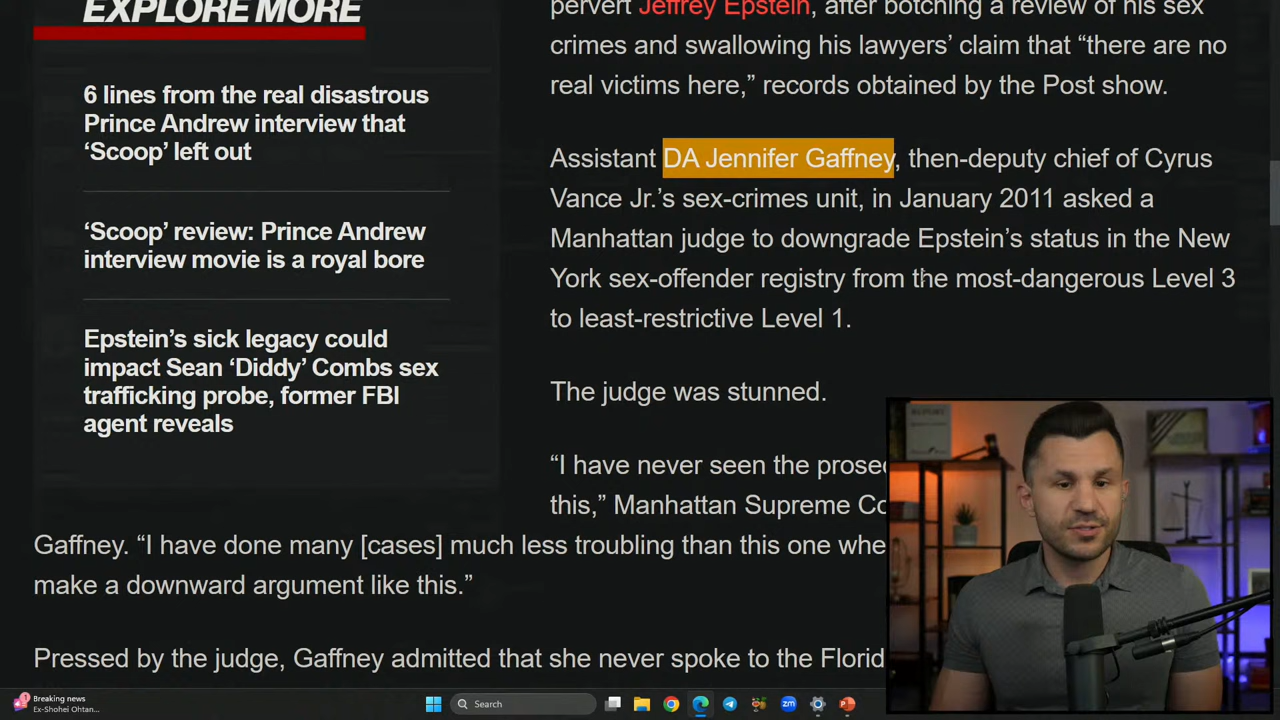 EXPLORE MORE
6 lines from the real disastrous
Prince Andrew interview that
‘Scoop’ left out
‘Scoop’ review: Prince Andrew
interview movie is a royal bore
Epstein’s sick legacy could
impact Sean ‘Diddy’ Combs sex
trafficking probe, former FBI
agent reveals
pervert Jeffrey Epstein, after botching a review of his sex
crimes and swallowing his lawyers’ claim that “there are no
real victims here,” records obtained by the Post show.
Assistant DA Jennifer Gaffney, then-deputy chief of Cyrus
Vance Jr.’s sex-crimes unit, in January 2011 asked a
Manhattan judge to downgrade Epstein’s status in the New
York sex-offender registry from the most-dangerous Level 3
to least-restrictive Level 1.
The judge was stunned.
“I have never seen the prosec
this,” Manhattan Supreme Co
Gaffney. “I have done many [cases] much less troubling than this one whe
make a downward argument like this.”
Pressed by the judge, Gaffney admitted that she never spoke to the Florid
REPORT
1
Breaking news
Ex-Shohei Ohtan...
Search
zm